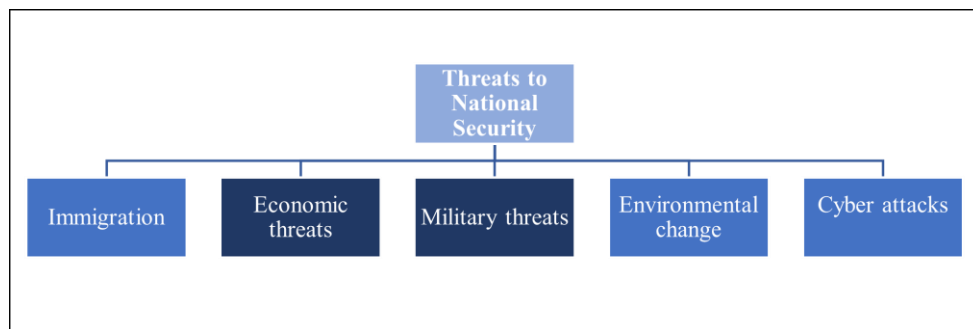 Threats to
National
Security
Immigration
Economic
threats
Military threats
Environmental
change
Cyber attacks